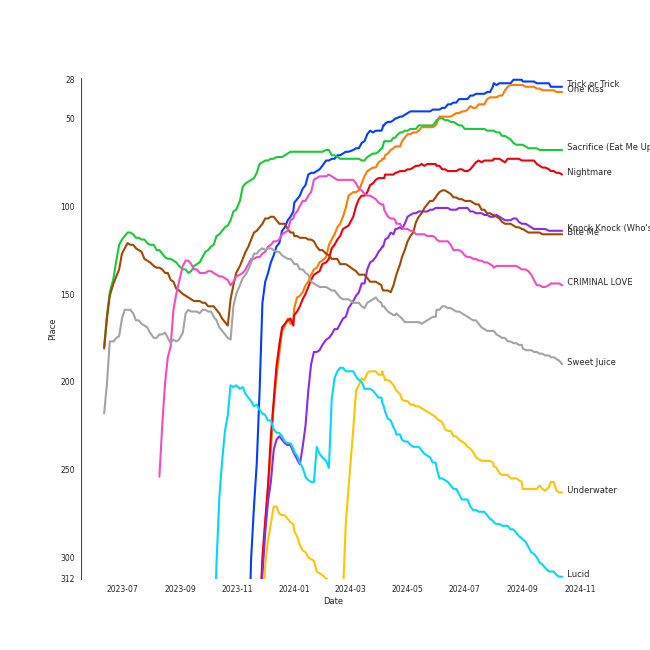 28
50
100
150
200
250
300
312
Place
2023-07
2023-09
2023-11
2024-01
2024-03
2024-05
2024-07
2024-09
2024-11
Date
Trick or Trick
One Kiss
Sacrifice (Eat Me Up
Nightmare
Knock Knock (Who's
Bite Me
CRIMINAL LOVE
Sweet Juice
Underwater
Lucid